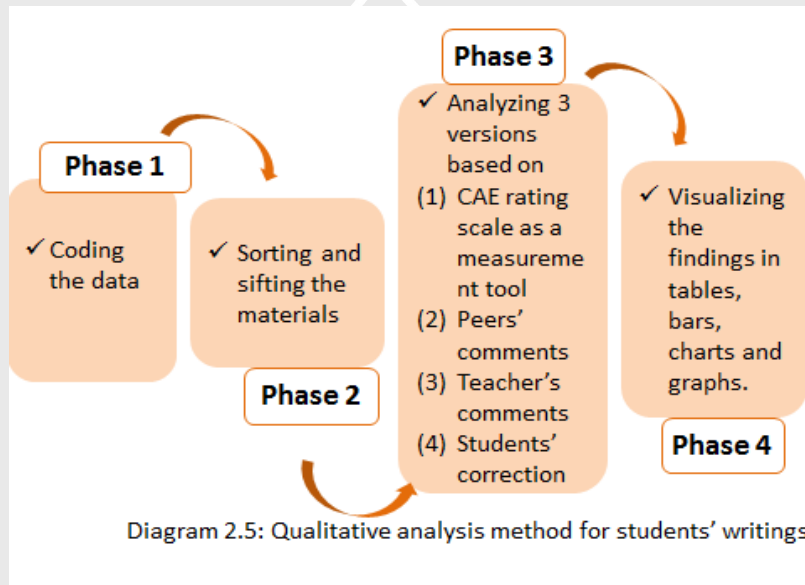 Phase 1
✓ Coding
the data
✓ Sorting and
sifting the
materials
Phase 2
Phase 3
✓ Analyzing 3
versions
based on
(1) CAE rating
scale as a
measureme
nt tool
(2) Peers’
comments
(3) Teacher’s
comments
(4) Students’
correction
✓ Visualizing
the
findings in
tables,
bars,
charts and
graphs.
Phase 4
Diagram 2.5: Qualitative analysis method for students’ writings